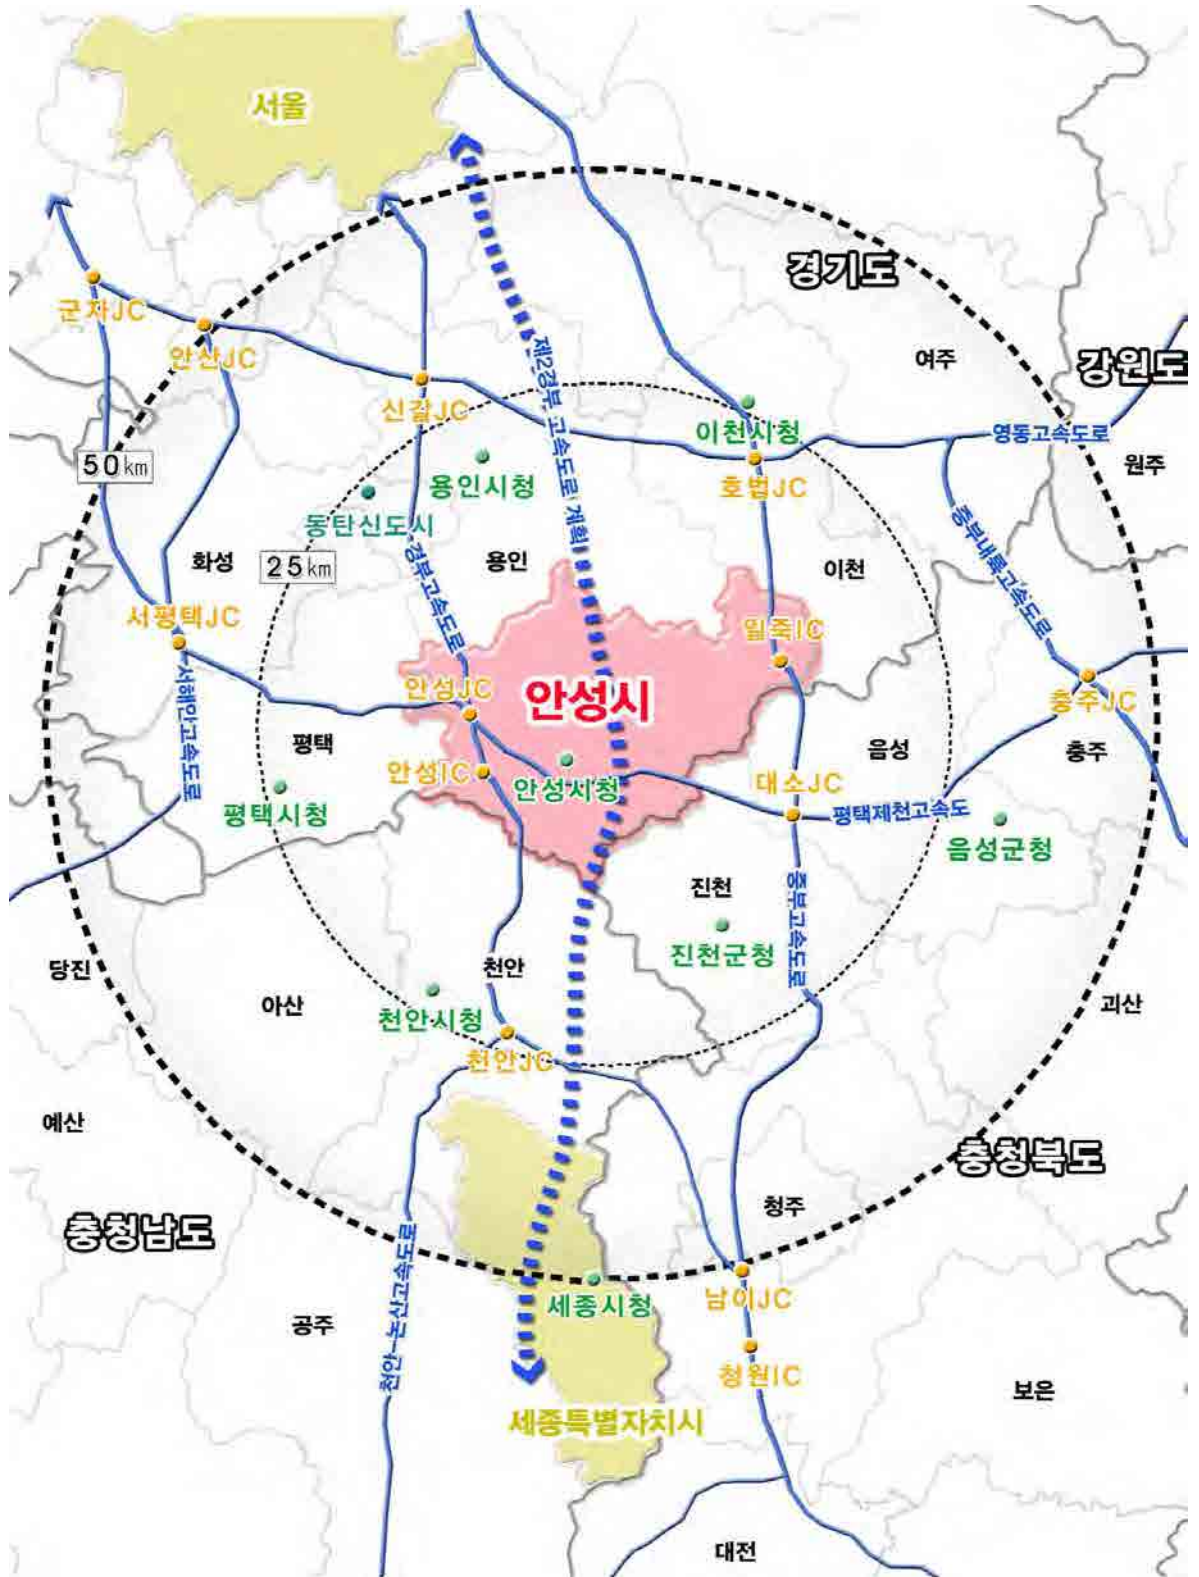 서울
경기도
군자JC
안산JC
제2경부 고속도로 계획
여주
강원도
신갈JC
이천시청
영동고속도로
50km
용인시청
호법JC
원주
동탄신도시
중부내륙고속도로
화성
25km
용인
이천
경부고속도로
서평택JC
일죽IC
서해안고속도로
안성JC
안성시
충주JC
평택
음성
충주
안성IC
안성시청
대소JC
평택시청
평택제천고속도
음성군청
진천
중부고속도로
진천군청
당진
천안
아산
천안시청
괴산
천안JC
예산
충청북도
충청남도
청주
천안-논산고속도로
세종시청
남이JC
공주
청원IC
보은
세종특별자치시
대전